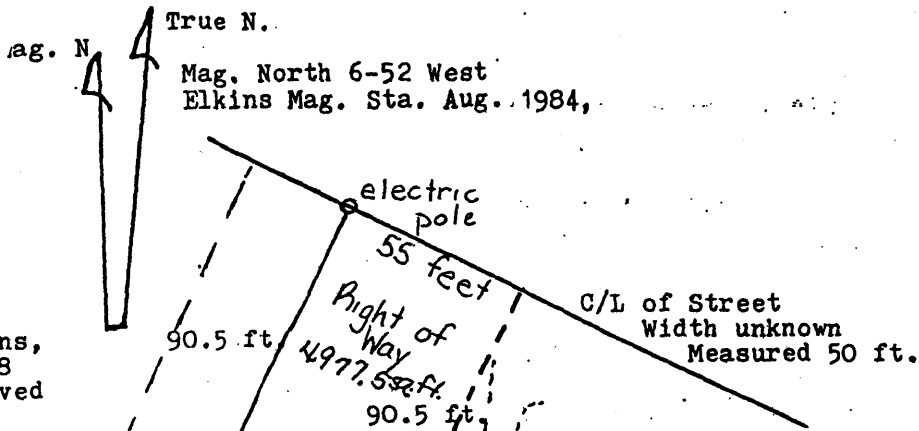 True N.
ag. N
Mag. North 6-52 West
Elkins Mag. Sta. Aug. 1984,
electric
pole
55 feet
C/L of Street
Width unknown
Measured 50 ft.
Right of
Way
4977.5 sq. ft.
90.5 ft.
90.5 ft.
ns,
8
ved